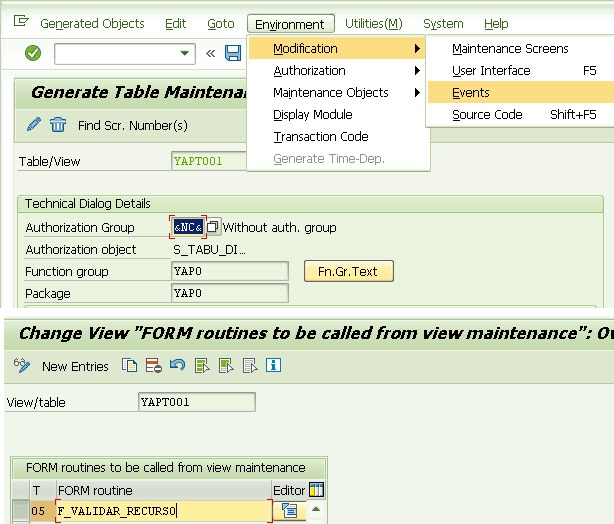 Generated Objects Edit Goto Environment Utilities(M) System Help
Modification
Maintenance Screens
Authorization
User Interface F5
Maintenance Objects
Events
Display Module
Source Code Shift+F5
Transaction Code
Generate Time-Dep.
Generate Table Maintena
Find Scr. Number(s)
Table/View YAPT001
Technical Dialog Details
Authorization Group &NC& Without auth. group
Authorization object S_TABU_DI...
Function group YAP0 Fn.Gr.Text
Package YAP0
Change View "FORM routines to be called from view maintenance": Ov
New Entries
View/table YAPT001
FORM routines to be called from view maintenance
T FORM routine Editor
05 F_VALIDAR_RECURSO